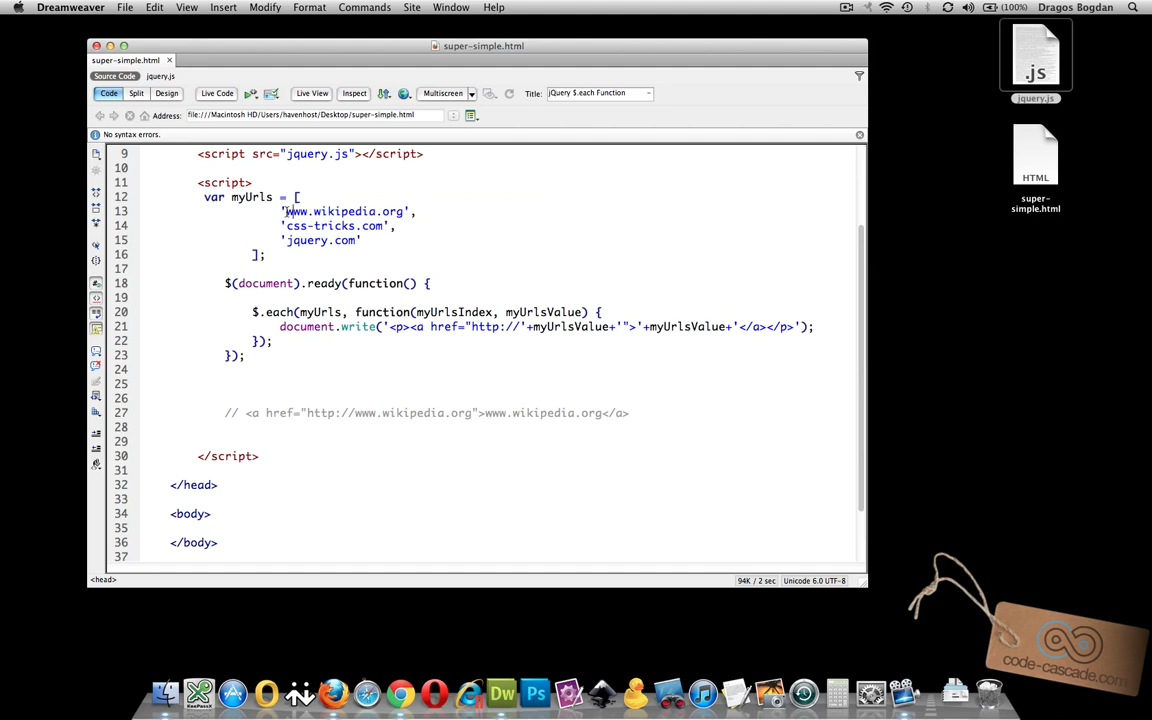 Dreamweaver File Edit View Insert Modify Format Commands Site Window Help (100%) Dragos Bogdan
super-simple.html
super-simple.html
Source Code jquery.js
Code Split Design Live Code Live View Inspect Multiscreen Title: jQuery $.each Function
Address: file:///Macintosh HD/Users/havenhost/Desktop/super-simple.html
No syntax errors.
9 <script src="jquery.js"></script>
10
11 <script>
12 var myUrls = [
13 'www.wikipedia.org',
14 'css-tricks.com',
15 'jquery.com'
16 ];
17
18 $(document).ready(function() {
19
20 $.each(myUrls, function(myUrlsIndex, myUrlsValue) {
21 document.write('<p><a href="http://'+myUrlsValue+'">'+myUrlsValue+'</a></p>');
22 });
23 });
24
25
26
27 // <a href="http://www.wikipedia.org">www.wikipedia.org</a>
28
29
30 </script>
31
32 </head>
33
34 <body>
35
36 </body>
37
<head> 94K / 2 sec Unicode 6.0 UTF-8
.js
jquery.js
HTML
super-
simple.html
code-cascade.com
KeePassX
Dw
Ps